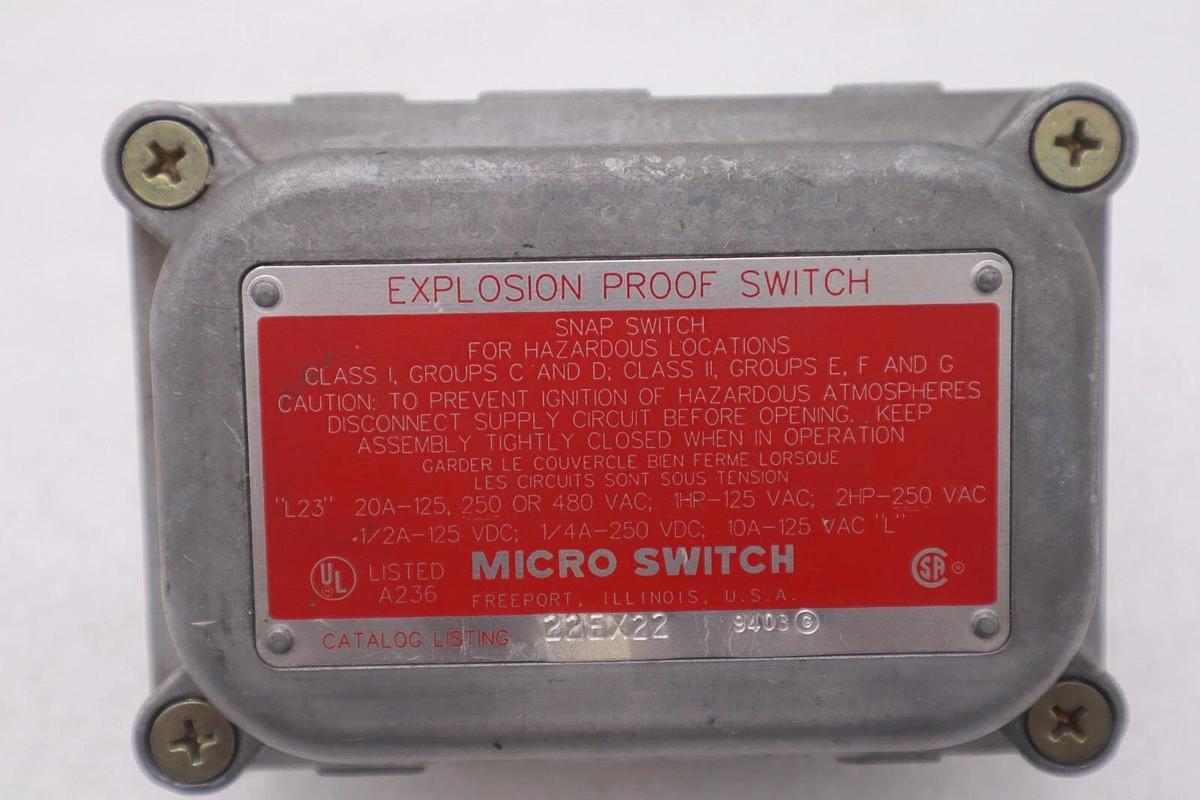 EXPLOSION PROOF SWITCH
SNAP SWITCH
FOR HAZARDOUS LOCATIONS
CLASS I, GROUPS C AND D; CLASS II, GROUPS E, F AND G
CAUTION: TO PREVENT IGNITION OF HAZARDOUS ATMOSPHERES
DISCONNECT SUPPLY CIRCUIT BEFORE OPENING. KEEP
ASSEMBLY TIGHTLY CLOSED WHEN IN OPERATION
GARDER LE COUVERCLE BIEN FERME LORSQUE
LES CIRCUITS SONT SOUS TENSION
"L23" 20A-125, 250 OR 480 VAC; 1HP-125 VAC; 2HP-250 VAC
1/2A-125 VDC; 1/4A-250 VDC; 10A-125 VAC "L"
UL LISTED A236 MICRO SWITCH SA
FREEPORT, ILLINOIS, U.S.A.
CATALOG LISTING 22EX22 9403 G